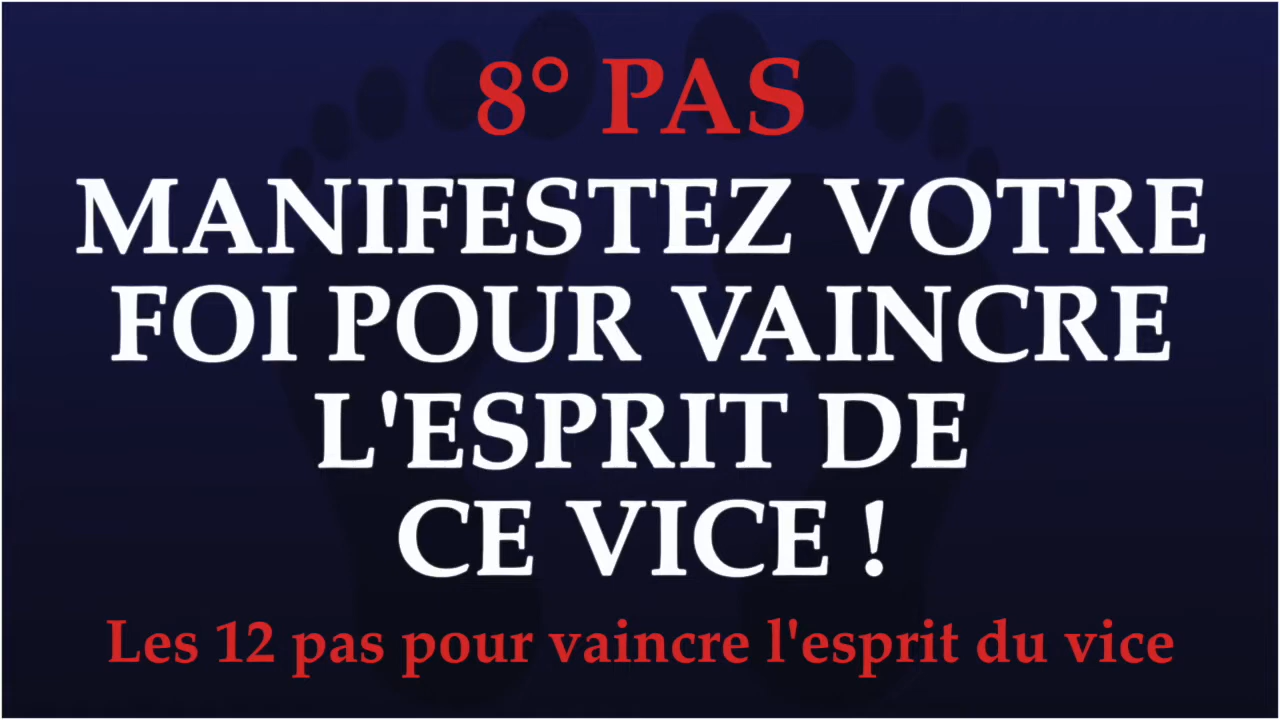 8° PAS
MANIFESTEZ VOTRE
FOI POUR VAINCRE
L'ESPRIT DE
CE VICE !
Les 12 pas pour vaincre l'esprit du vice